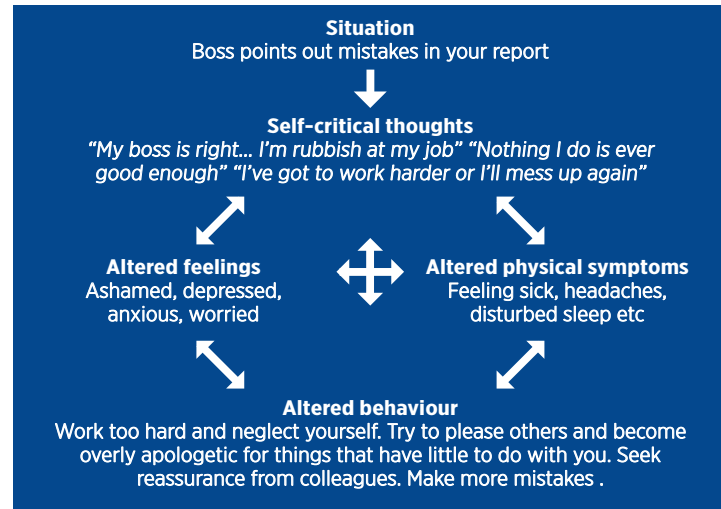 Situation
Boss points out mistakes in your report
Self-critical thoughts
“My boss is right... I’m rubbish at my job” “Nothing I do is ever
good enough” “I’ve got to work harder or I’ll mess up again”
Altered feelings
Ashamed, depressed,
anxious, worried
Altered physical symptoms
Feeling sick, headaches,
disturbed sleep etc
Altered behaviour
Work too hard and neglect yourself. Try to please others and become
overly apologetic for things that have little to do with you. Seek
reassurance from colleagues. Make more mistakes .